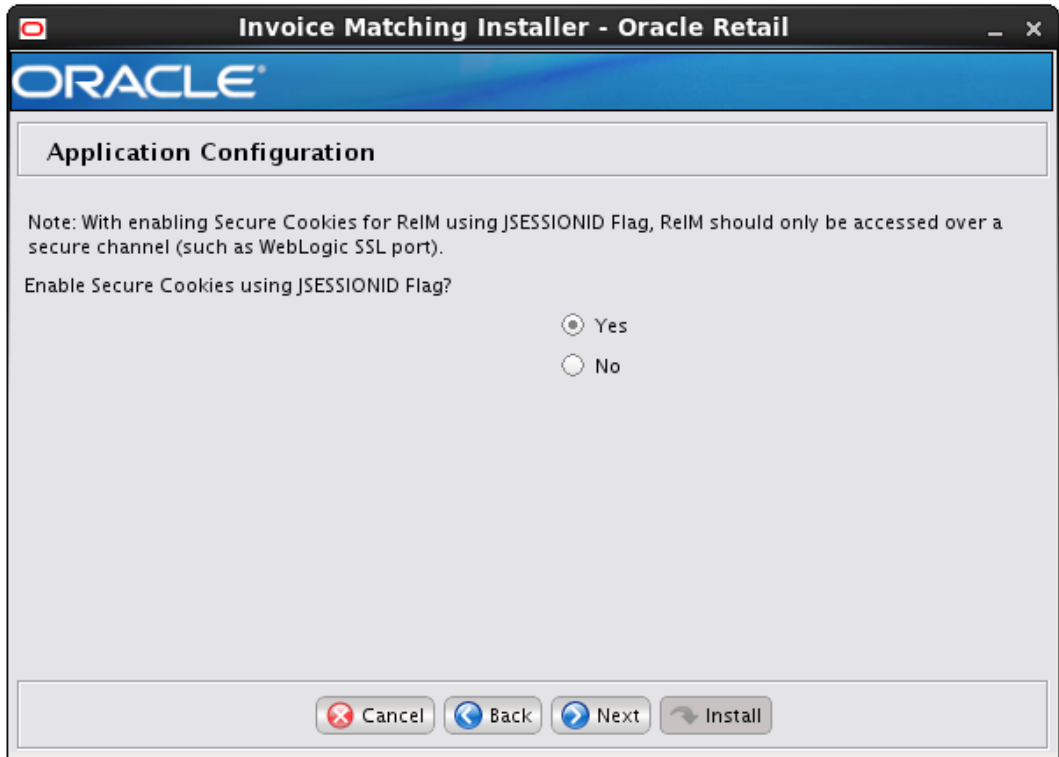 Invoice Matching Installer - Oracle Retail
ORACLE
Application Configuration
Note: With enabling Secure Cookies for ReIM using JSESSIONID Flag, ReIM should only be accessed over a
secure channel (such as WebLogic SSL port).
Enable Secure Cookies using JSESSIONID Flag?
Yes
No
Cancel Back Next Install